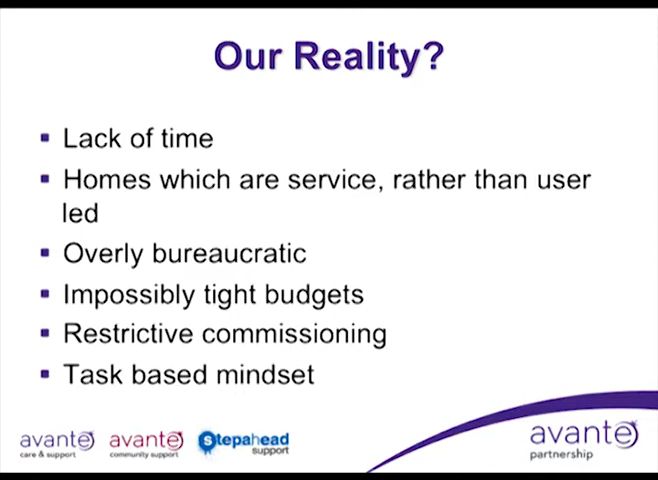 Our Reality?
Lack of time
Homes which are service, rather than user
led
Overly bureaucratic
Impossibly tight budgets
Restrictive commissioning
Task based mindset
avante
care & support
avante
community support
stepahead
support
avante
partnership